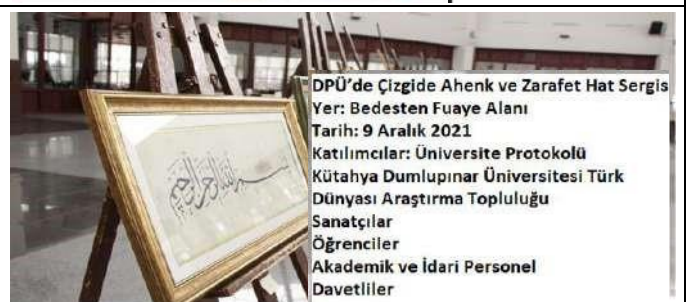 DPÜ’de Çizgide Ahenk ve Zarafet Hat Sergis
Yer: Bedesten Fuaye Alanı
Tarih: 9 Aralık 2021
Katılımcılar: Üniversite Protokolü
Kütahya Dumlupınar Üniversitesi Türk
Dünyası Araştırma Topluluğu
Sanatçılar
Öğrenciler
Akademik ve İdari Personel
Davetliler
بسم الله الرحمن الرحيم